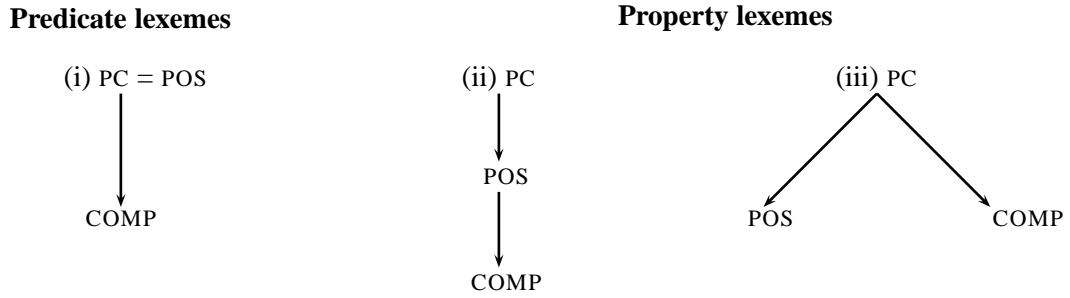 Predicate lexemes
Property lexemes
(i) PC = POS
(ii) PC
(iii) PC
POS
COMP
POS
COMP
COMP